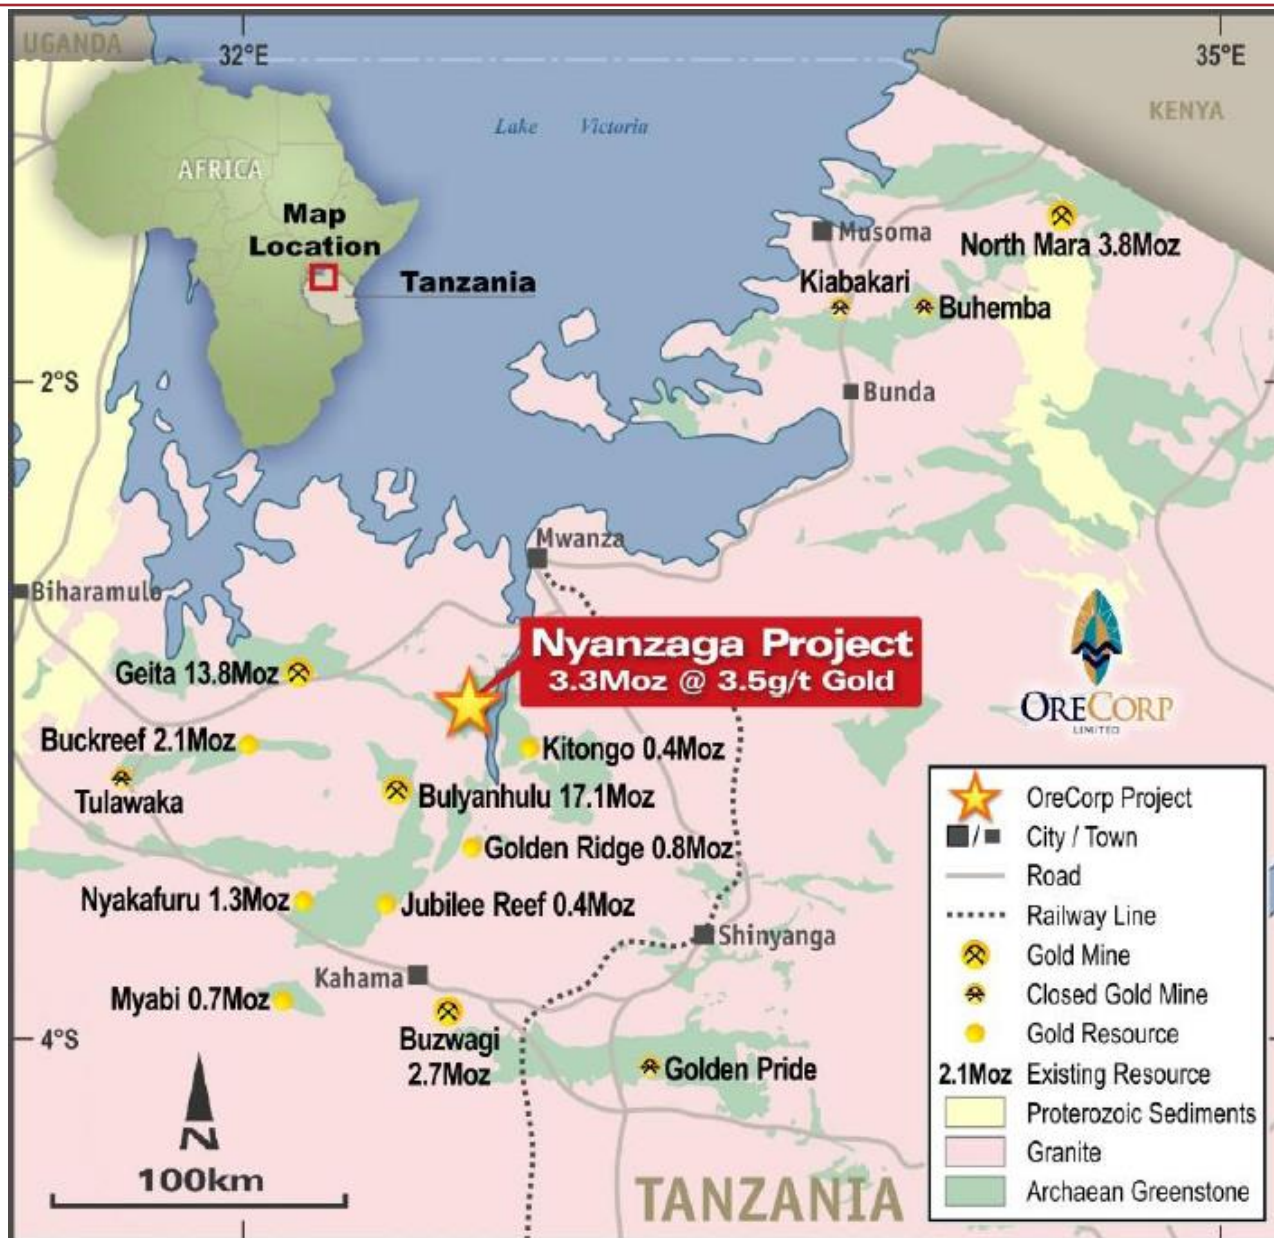 UGANDA
32°E
35°E
KENYA
Lake Victoria
AFRICA
Map
Location
Tanzania
Musoma
North Mara 3.8Moz
Kiabakari
Buhemba
2°S
Bunda
Mwanza
Biharamulo
Nyanzaga Project
3.3Moz @ 3.5g/t Gold
Geita 13.8Moz
ORECORP
LIMITED
Buckreef 2.1Moz
Kitongo 0.4Moz
Tulawaka
Bulyanhulu 17.1Moz
Golden Ridge 0.8Moz
Nyakafuru 1.3Moz
Jubilee Reef 0.4Moz
Shinyanga
Kahama
Myabi 0.7Moz
Buzwagi
2.7Moz
4°S
Golden Pride
N
100km
TANZANIA
OreCorp Project
City / Town
Road
Railway Line
Gold Mine
Closed Gold Mine
Gold Resource
2.1Moz Existing Resource
Proterozoic Sediments
Granite
Archaean Greenstone